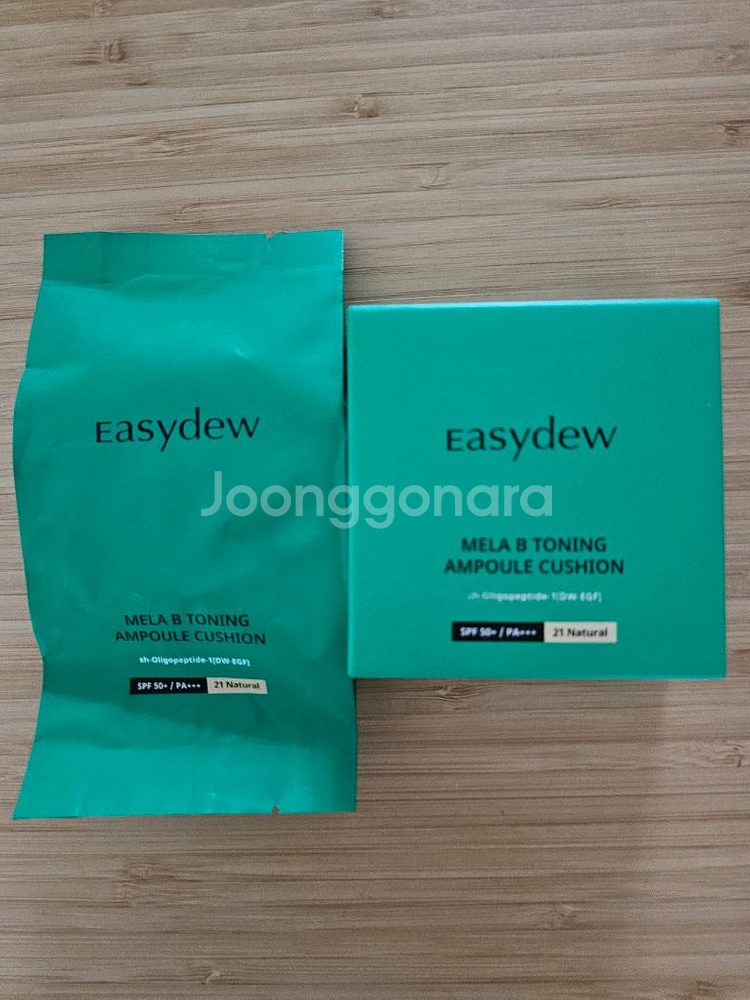 Easydew
MELA B TONING
AMPOULE CUSHION
sh-Oligopeptide-1[DW-EGF]
SPF 50+ / PA+++
21 Natural
Easydew
MELA B TONING
AMPOULE CUSHION
sh-Oligopeptide-1[DW-EGF]
SPF 50+ / PA+++
21 Natural
Joonggonara